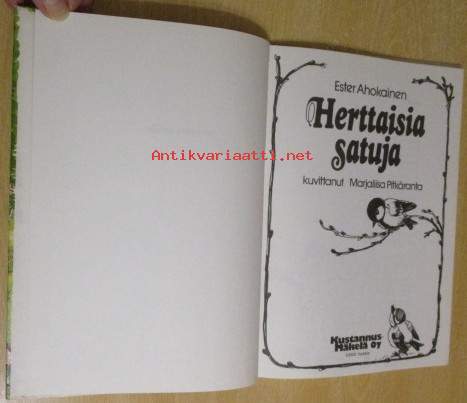 Ester Ahokainen
Herttaisia
satuja
kuvittanut Marjaliisa Pitkäranta
Antikvariaatti.net
Kustannus-
Mäkelä Oy